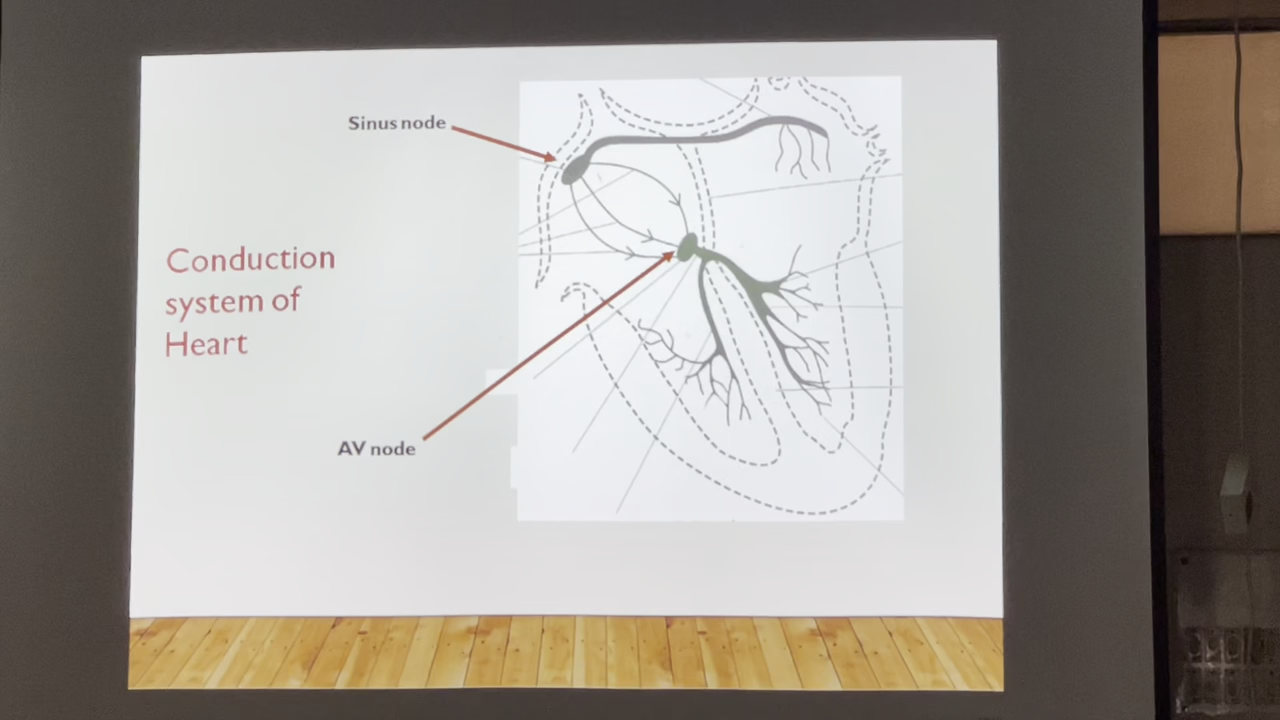 Sinus node
Conduction
system of
Heart
AV node